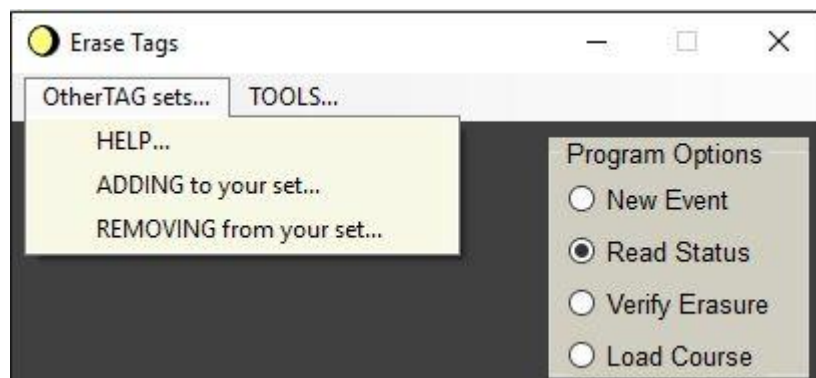 Erase Tags
OtherTAG sets... TOOLS...
HELP...
ADDING to your set...
REMOVING from your set...
Program Options
New Event
Read Status
Verify Erasure
Load Course